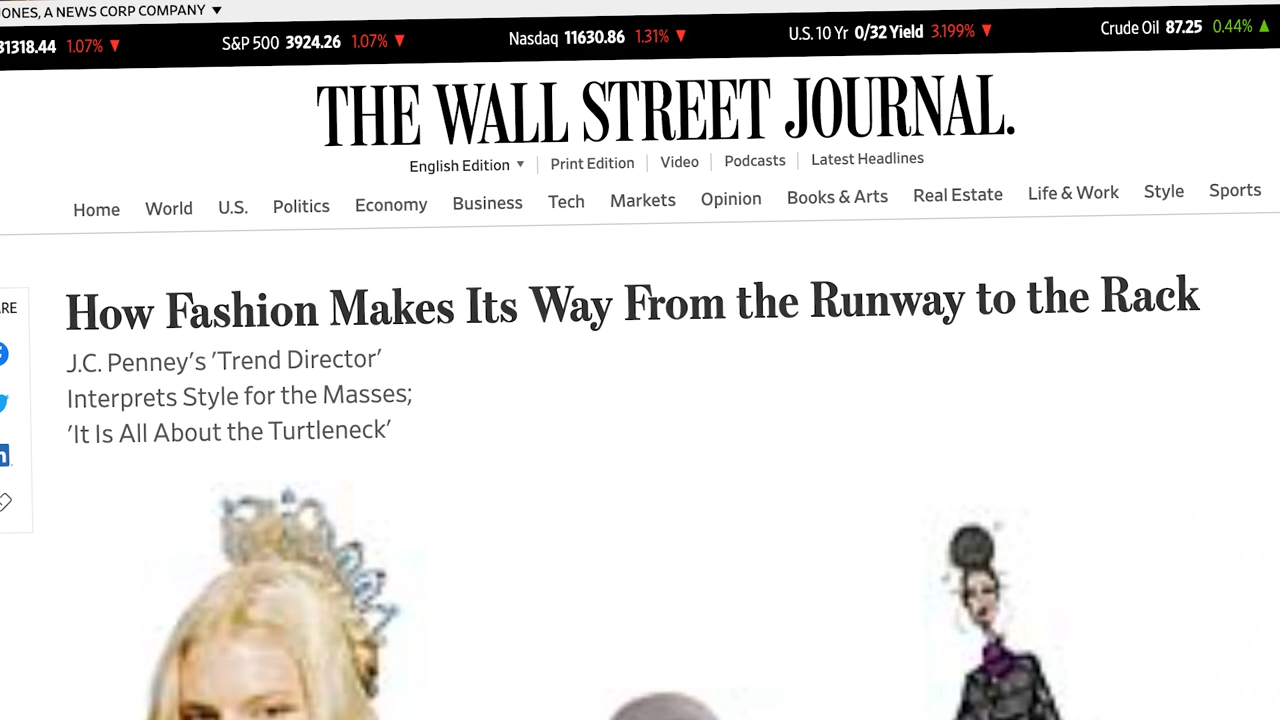 JONES, A NEWS CORP COMPANY ▼
31318.44 1.07% ▼ S&P 500 3924.26 1.07% ▼ Nasdaq 11630.86 1.31% ▼ U.S. 10 Yr 0/32 Yield 3.199% ▼ Crude Oil 87.25 0.44% ▲
THE WALL STREET JOURNAL.
English Edition ▼ Print Edition Video Podcasts Latest Headlines
Home World U.S. Politics Economy Business Tech Markets Opinion Books & Arts Real Estate Life & Work Style Sports
How Fashion Makes Its Way From the Runway to the Rack
J.C. Penney's 'Trend Director'
Interprets Style for the Masses;
'It Is All About the Turtleneck'